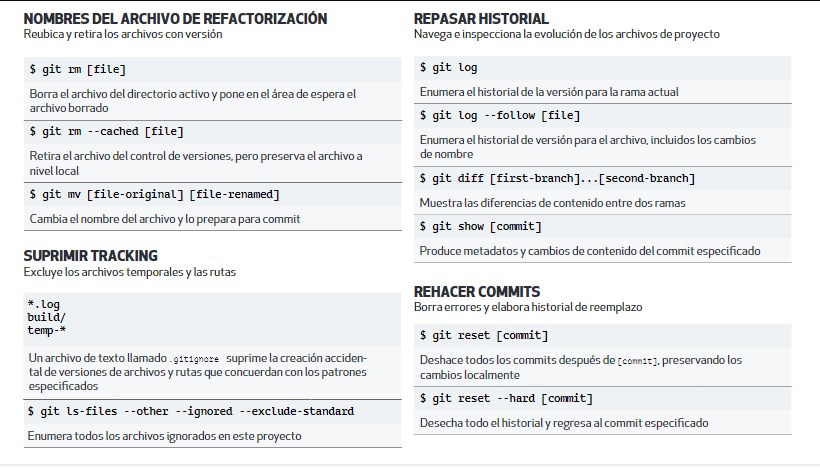 NOMBRES DEL ARCHIVO DE REFACTORIZACIÓN
Reubica y retira los archivos con versión
$ git rm [file]
Borra el archivo del directorio activo y pone en el área de espera el
archivo borrado
$ git rm --cached [file]
Retira el archivo del control de versiones, pero preserva el archivo a
nivel local
$ git mv [file-original] [file-renamed]
Cambia el nombre del archivo y lo prepara para commit
SUPRIMIR TRACKING
Excluye los archivos temporales y las rutas
*.log
build/
temp-*
Un archivo de texto llamado .gitignore suprime la creación acciden-
tal de versiones de archivos y rutas que concuerdan con los patrones
especificados
$ git ls-files --other --ignored --exclude-standard
Enumera todos los archivos ignorados en este proyecto
REPASAR HISTORIAL
Navega e inspecciona la evolución de los archivos de proyecto
$ git log
Enumera el historial de la versión para la rama actual
$ git log --follow [file]
Enumera el historial de versión para el archivo, incluidos los cambios
de nombre
$ git diff [first-branch]...[second-branch]
Muestra las diferencias de contenido entre dos ramas
$ git show [commit]
Produce metadatos y cambios de contenido del commit especificado
REHACER COMMITS
Borra errores y elabora historial de reemplazo
$ git reset [commit]
Deshace todos los commits después de [commit], preservando los
cambios localmente
$ git reset --hard [commit]
Desecha todo el historial y regresa al commit especificado